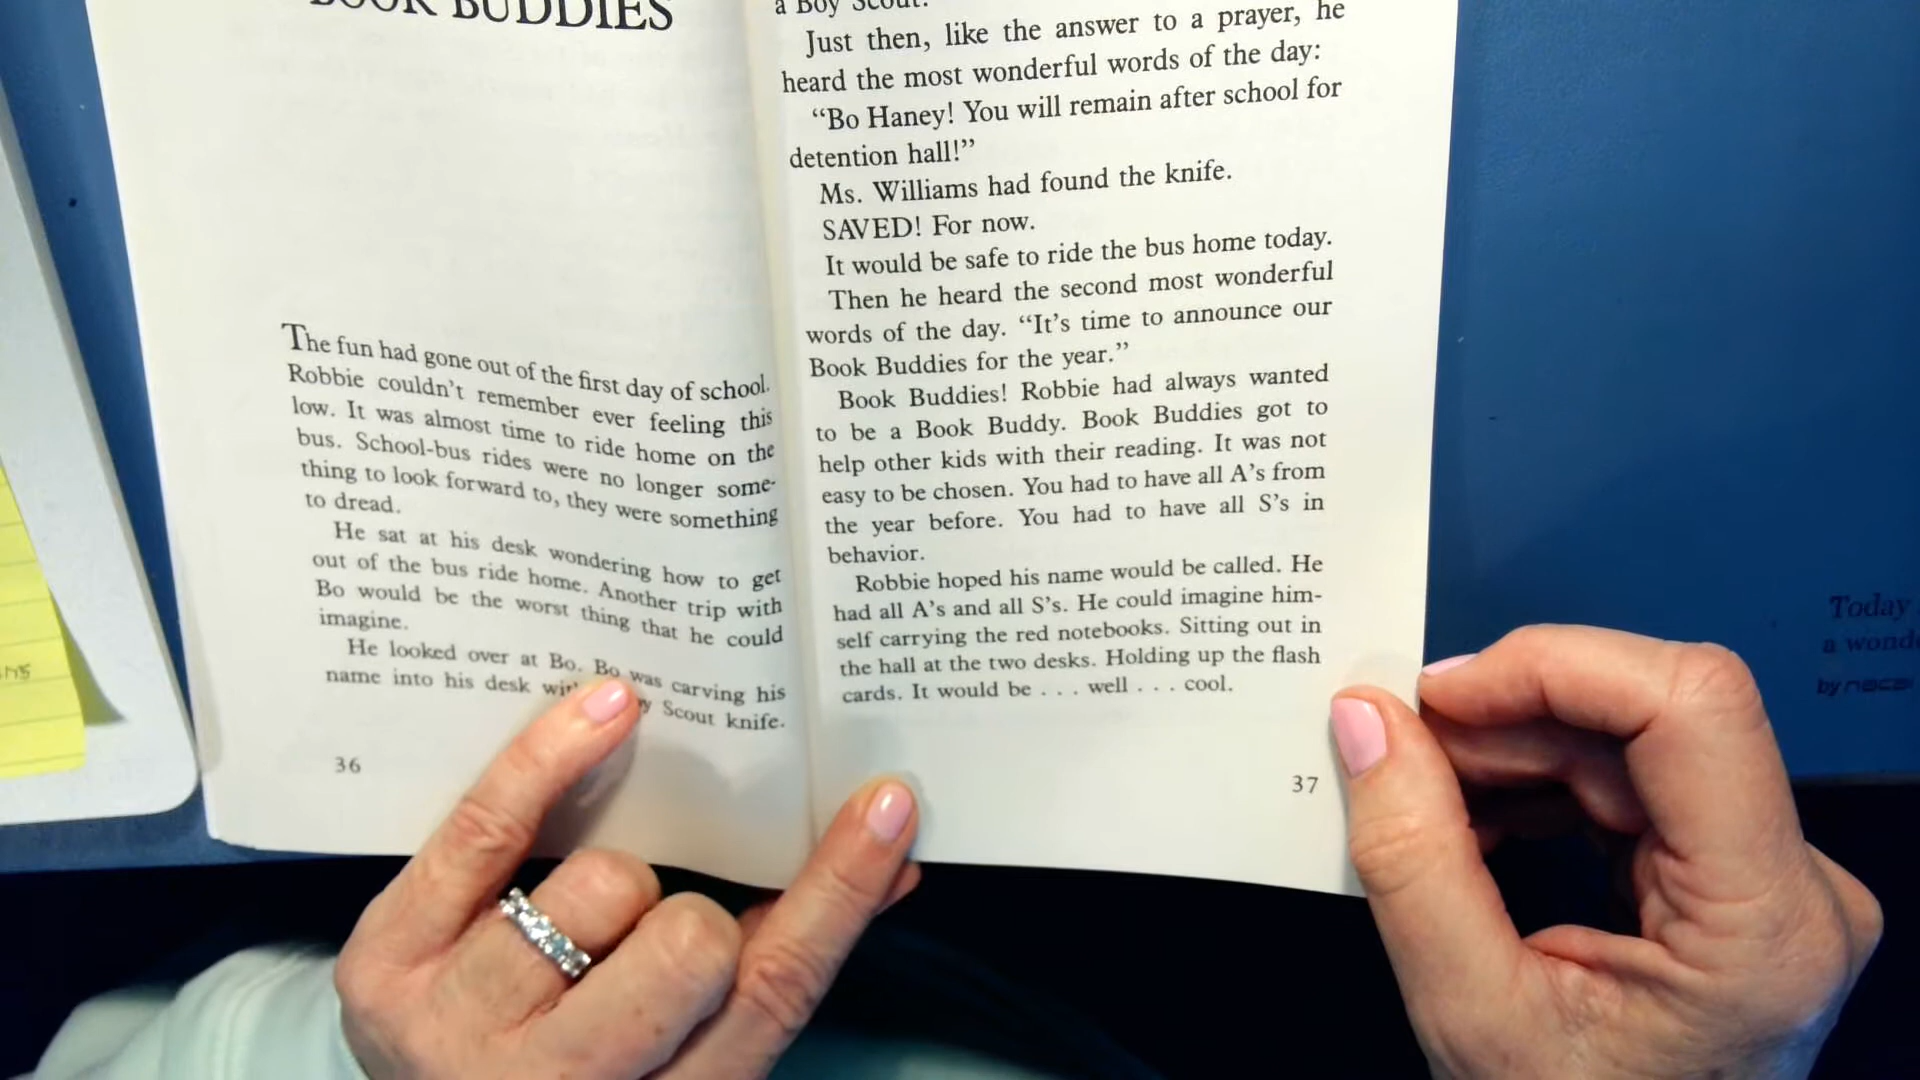 BOOK BUDDIES
The fun had gone out of the first day of school.
Robbie couldn't remember ever feeling this
low. It was almost time to ride home on the
bus. School-bus rides were no longer some-
thing to look forward to, they were something
to dread.
He sat at his desk wondering how to get
out of the bus ride home. Another trip with
Bo would be the worst thing that he could
imagine.
He looked over at Bo. Bo was carving his
name into his desk Scout knife.
36
a Boy Scout.
Just then, like the answer to a prayer, he
heard the most wonderful words of the day:
“Bo Haney! You will remain after school for
detention hall!”
Ms. Williams had found the knife.
SAVED! For now.
It would be safe to ride the bus home today.
Then he heard the second most wonderful
words of the day. “It's time to announce our
Book Buddies for the year.”
Book Buddies! Robbie had always wanted
to be a Book Buddy. Book Buddies got to
help other kids with their reading. It was not
easy to be chosen. You had to have all A's from
the year before. You had to have all S's in
behavior.
Robbie hoped his name would be called. He
had all A's and all S's. He could imagine him-
self carrying the red notebooks. Sitting out in
the hall at the two desks. Holding up the flash
cards. It would be . . . well . . . cool.
37
Today
a
by